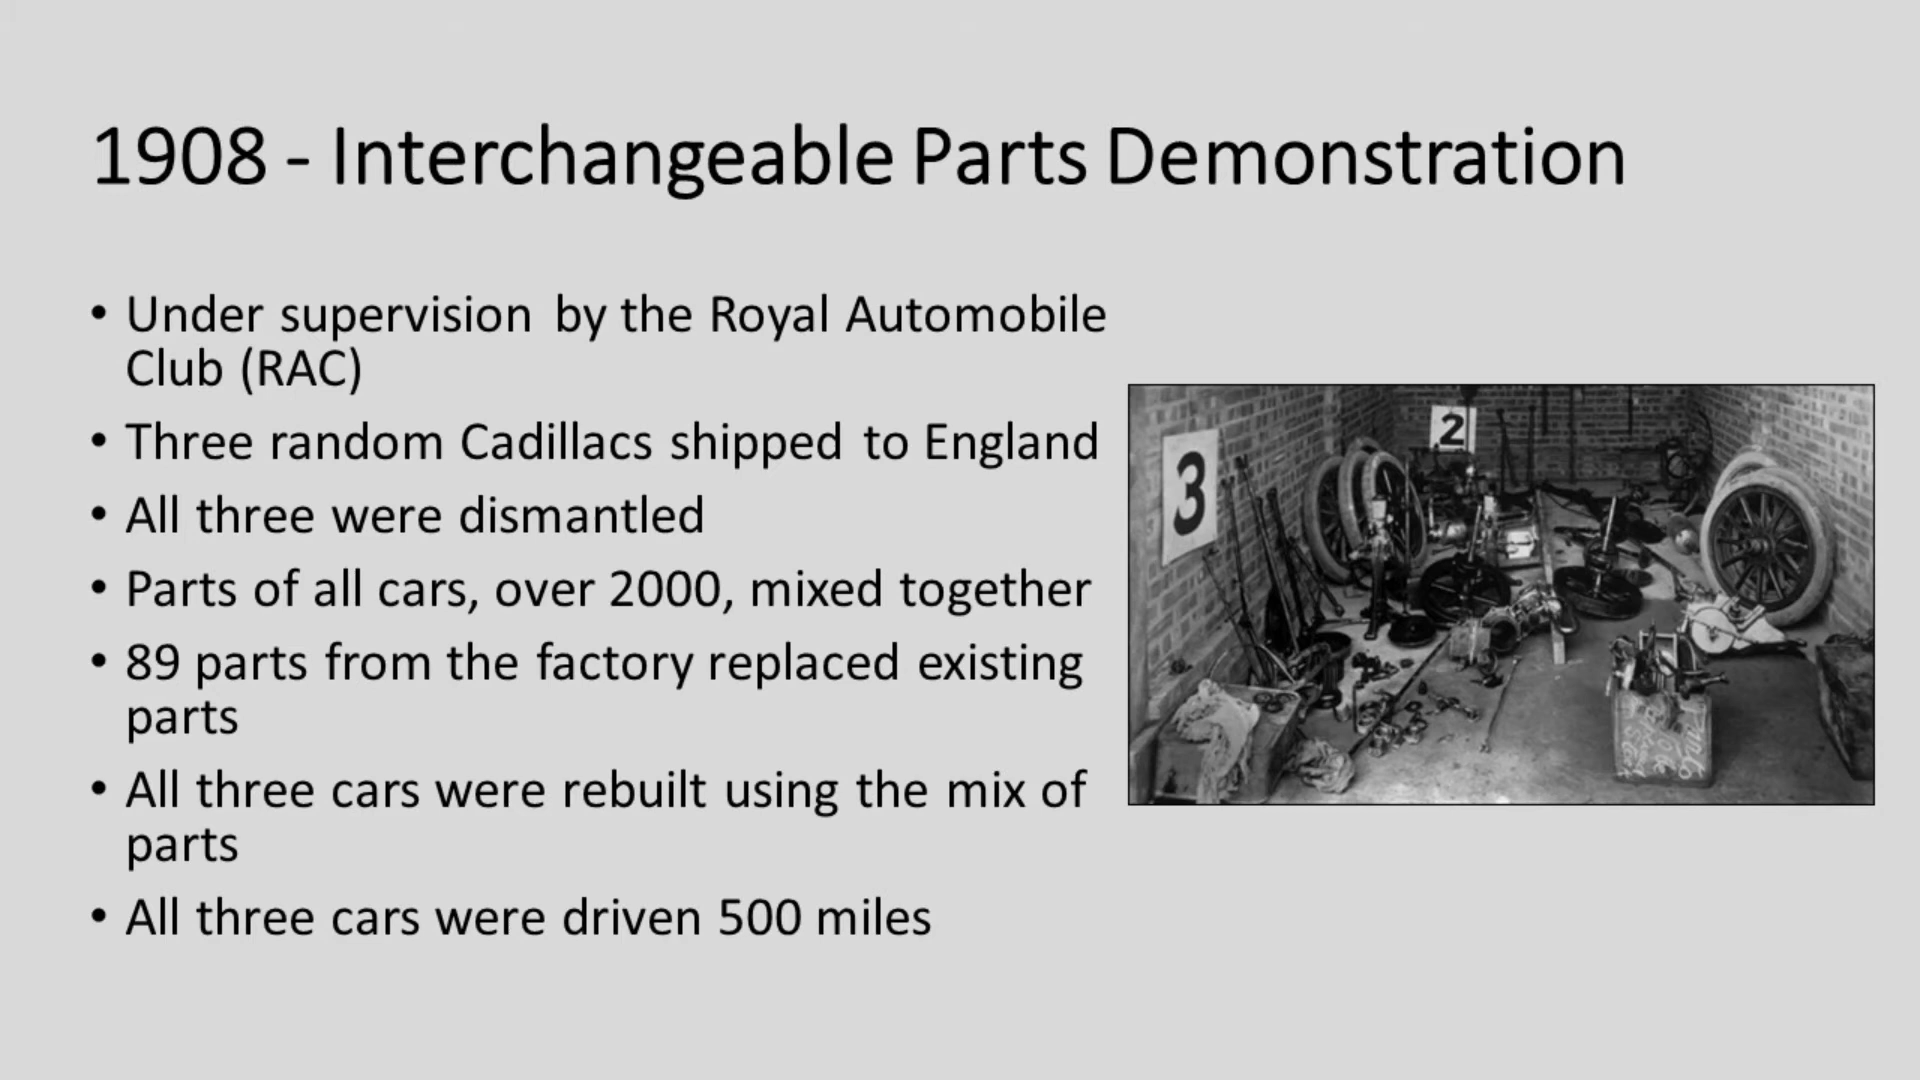 1908 - Interchangeable Parts Demonstration
• Under supervision by the Royal Automobile
Club (RAC)
• Three random Cadillacs shipped to England
• All three were dismantled
• Parts of all cars, over 2000, mixed together
• 89 parts from the factory replaced existing
parts
• All three cars were rebuilt using the mix of
parts
• All three cars were driven 500 miles
2
3